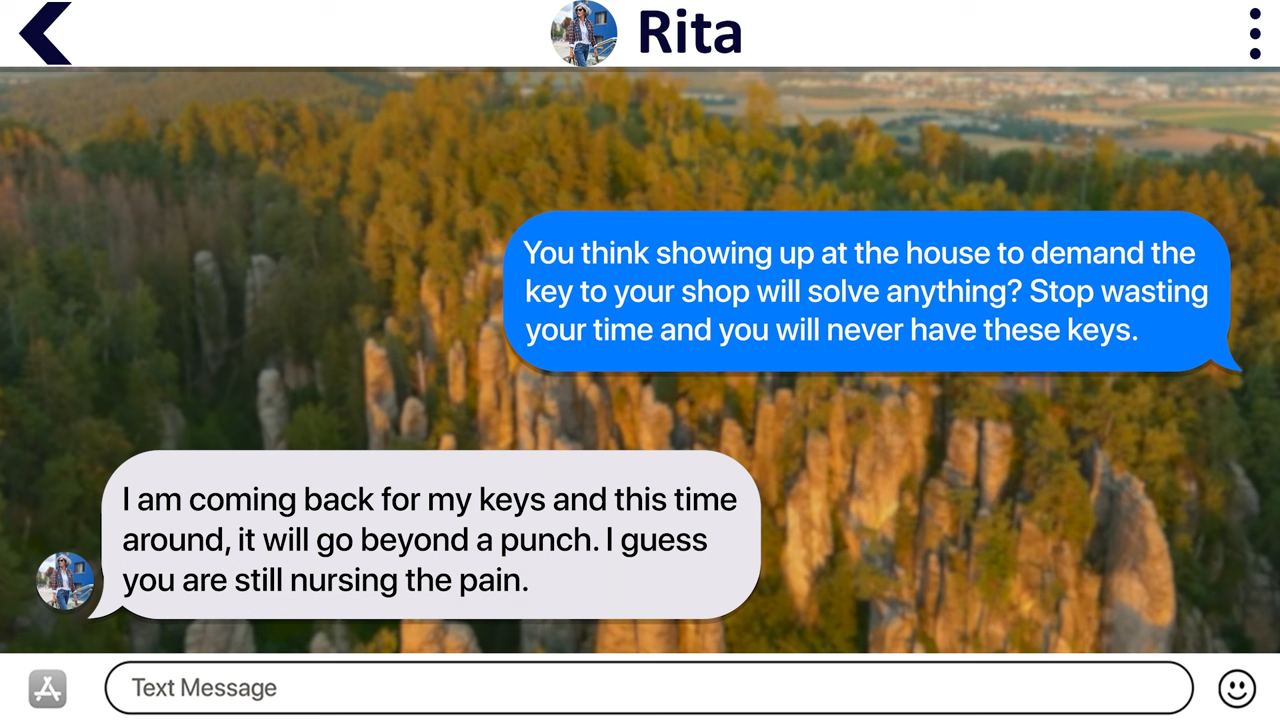 Rita
You think showing up at the house to demand the
key to your shop will solve anything? Stop wasting
your time and you will never have these keys.
I am coming back for my keys and this time
around, it will go beyond a punch. I guess
you are still nursing the pain.
Text Message